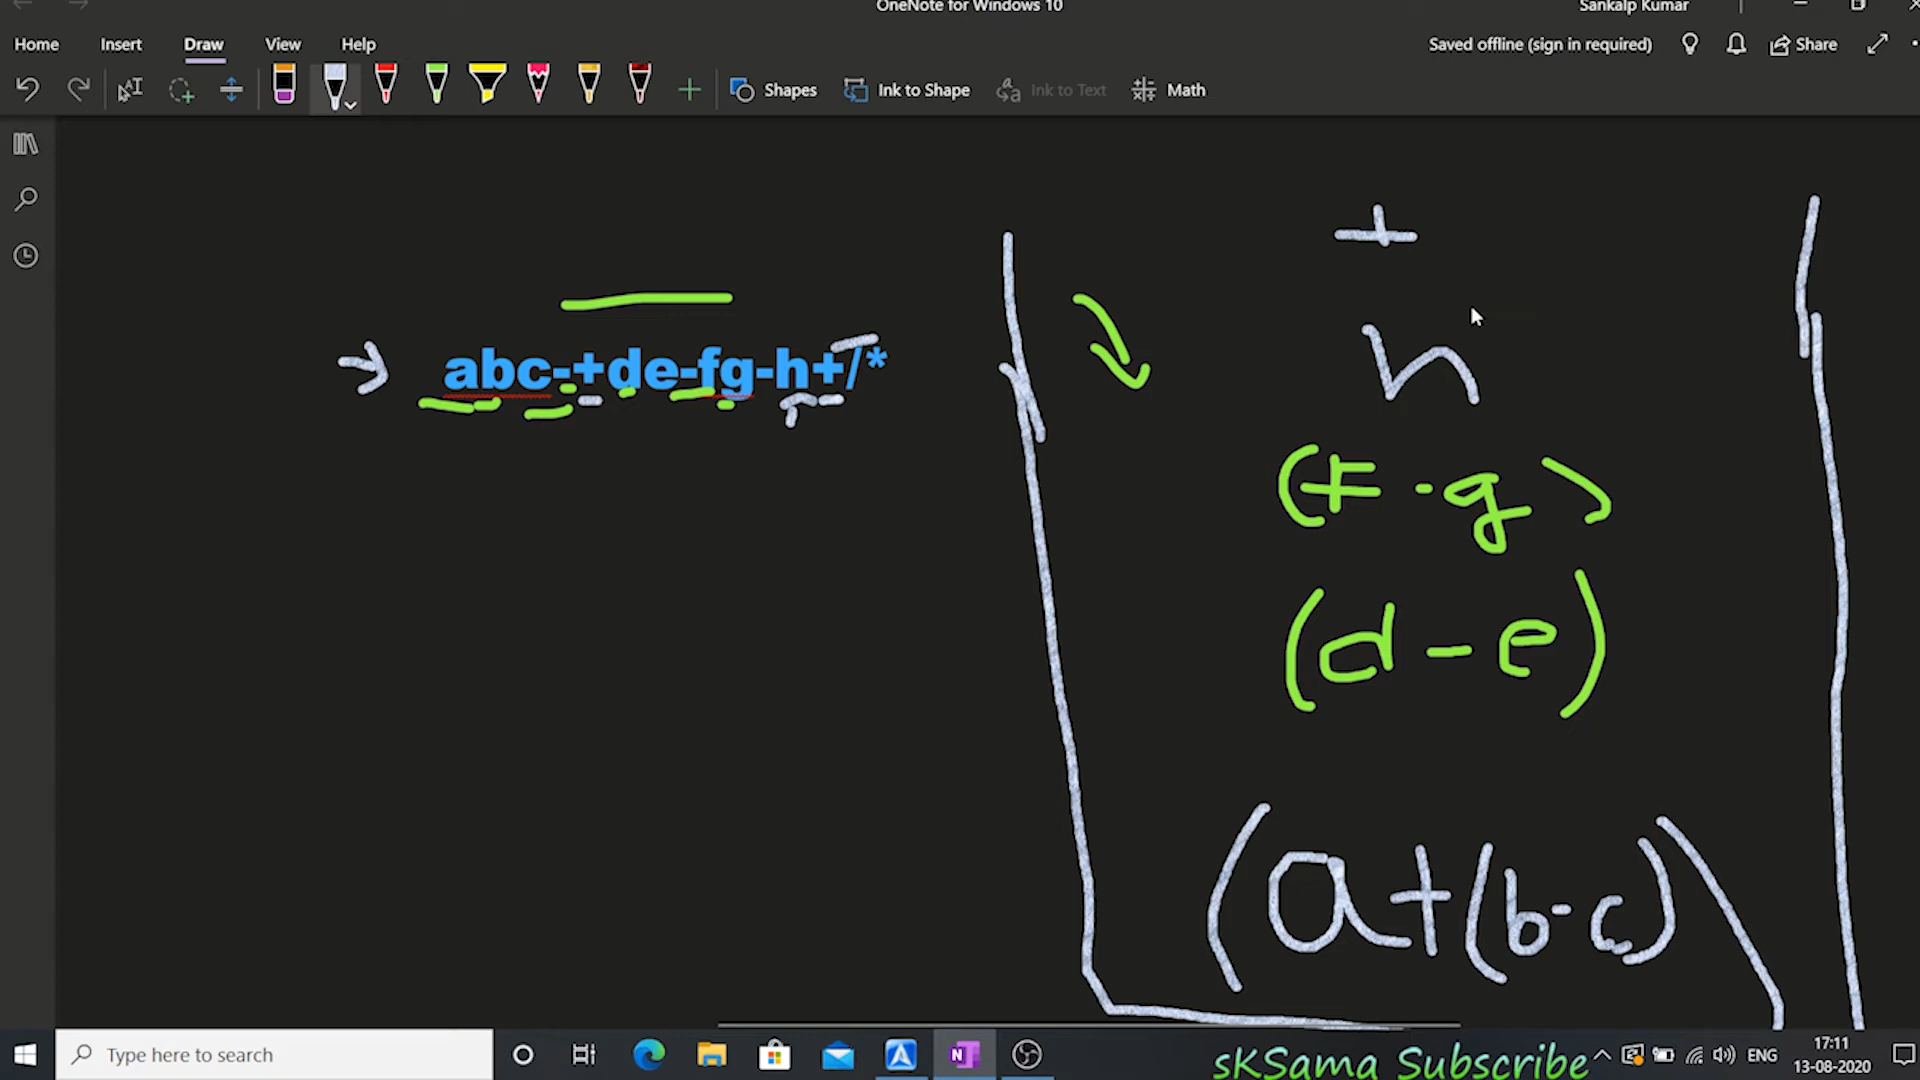 OneNote for Windows 10
Sankalp Kumar
Home Insert Draw View Help
Saved offline (sign in required)
Share
Shapes
Ink to Shape
Ink to Text
Math
abc-+de-fg-h+/*
+
h
(f-g)
(d-e)
(a+(b-c))
Type here to search
sKSama Subscribe
ENG
17:11
13-08-2020